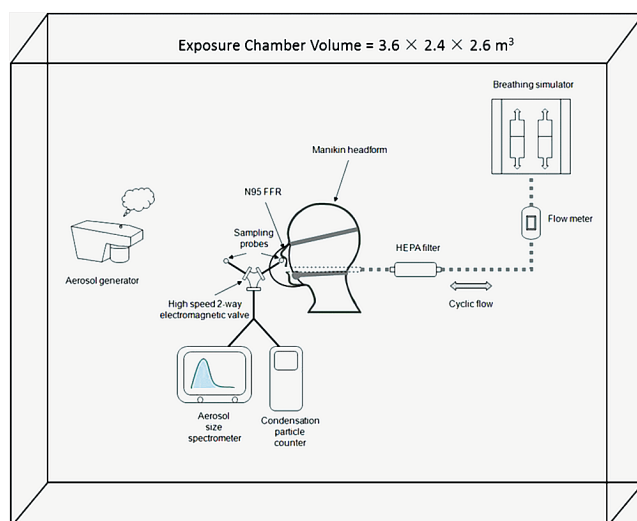 Exposure Chamber Volume = 3.6 × 2.4 × 2.6 m³
Breathing simulator
Manikin headform
N95 FFR
Flow meter
Sampling
probes
HEPA filter
Aerosol generator
High speed 2-way
electromagnetic valve
Cyclic flow
Aerosol
size
spectrometer
Condensation
particle
counter